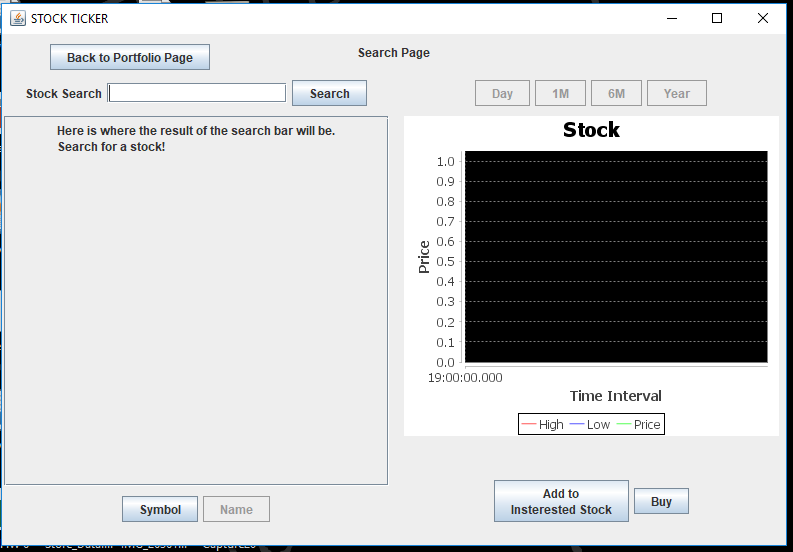 STOCK TICKER
Back to Portfolio Page
Search Page
Stock Search
Search
Day
1M
6M
Year
Here is where the result of the search bar will be.
Search for a stock!
Stock
1.0
0.9
0.8
0.7
0.6
0.5
0.4
0.3
0.2
0.1
0.0
Price
19:00:00.000
Time Interval
High
Low
Price
Symbol
Name
Add to
Insterested Stock
Buy